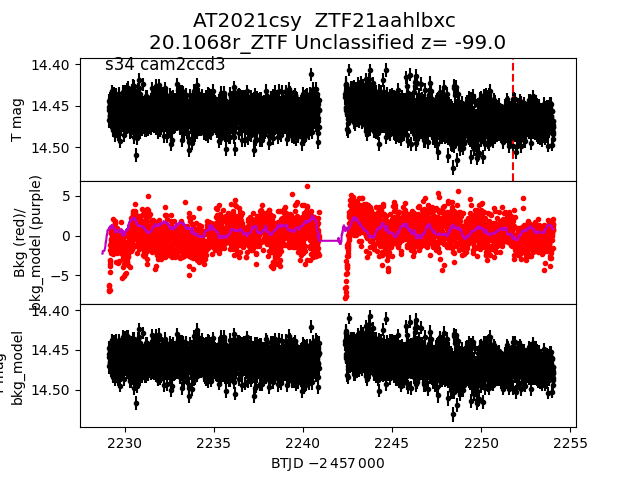 AT2021csy ZTF21aahlbxc
20.1068r_ZTF Unclassified z= -99.0
s34 cam2ccd3
14.40
14.45
14.50
T mag
5
0
−5
Bkg (red)/
bkg_model (purple)
14.40
14.45
14.50
bkg_model
2230
2235
2240
2245
2250
2255
BTJD −2 457 000